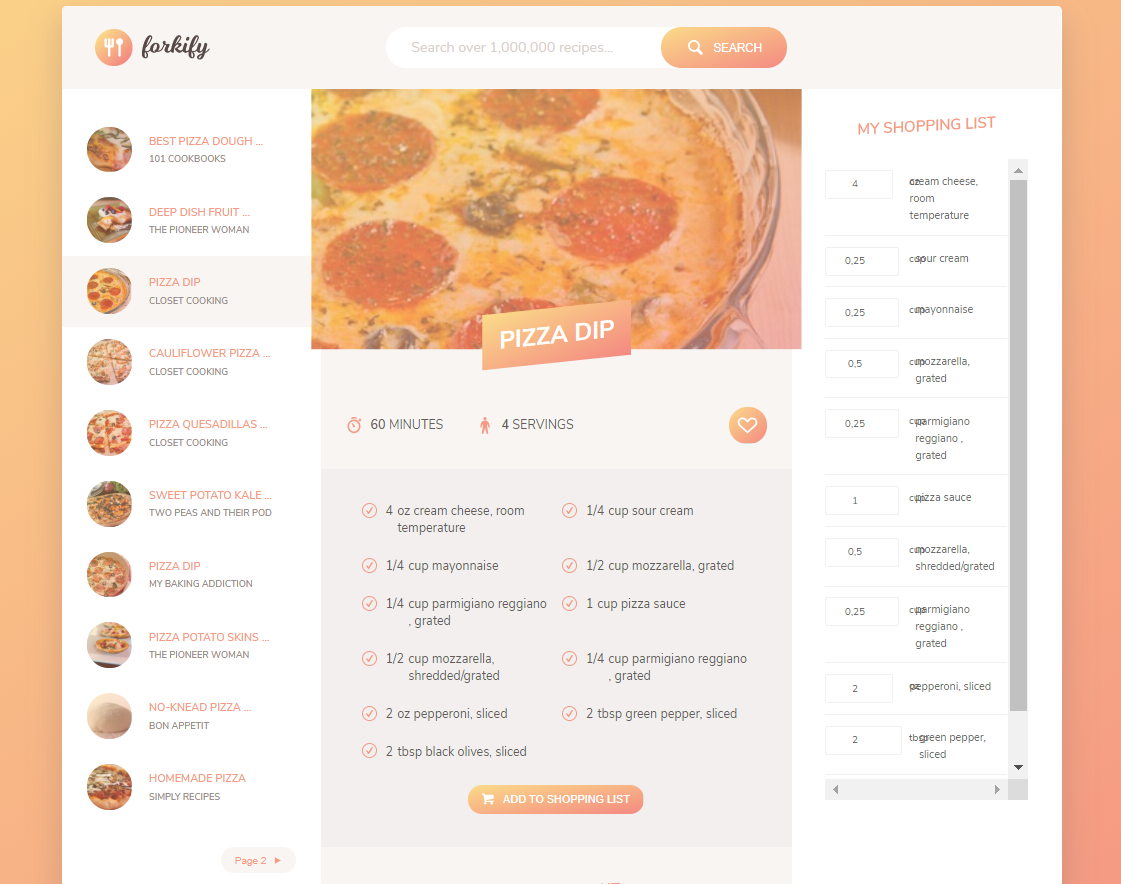 forkify
Search over 1,000,000 recipes...
SEARCH
BEST PIZZA DOUGH ...
101 COOKBOOKS
DEEP DISH FRUIT ...
THE PIONEER WOMAN
PIZZA DIP
CLOSET COOKING
CAULIFLOWER PIZZA ...
CLOSET COOKING
PIZZA QUESADILLAS ...
CLOSET COOKING
SWEET POTATO KALE ...
TWO PEAS AND THEIR POD
PIZZA DIP
MY BAKING ADDICTION
PIZZA POTATO SKINS ...
THE PIONEER WOMAN
NO-KNEAD PIZZA ...
BON APPETIT
HOMEMADE PIZZA
SIMPLY RECIPES
Page 2
PIZZA DIP
60 MINUTES
4 SERVINGS
4 oz cream cheese, room
temperature
1/4 cup sour cream
1/4 cup mayonnaise
1/2 cup mozzarella, grated
1/4 cup parmigiano reggiano
, grated
1 cup pizza sauce
1/2 cup mozzarella,
shredded/grated
1/4 cup parmigiano reggiano
, grated
2 oz pepperoni, sliced
2 tbsp green pepper, sliced
2 tbsp black olives, sliced
ADD TO SHOPPING LIST
MY SHOPPING LIST
4 oz cream cheese,
room
temperature
0,25 cup sour cream
0,25 cup mayonnaise
0,5 cup mozzarella,
grated
0,25 cup parmigiano
reggiano ,
grated
1 cup pizza sauce
0,5 cup mozzarella,
shredded/grated
0,25 cup parmigiano
reggiano ,
grated
2 oz pepperoni, sliced
2 tbsp green pepper,
sliced